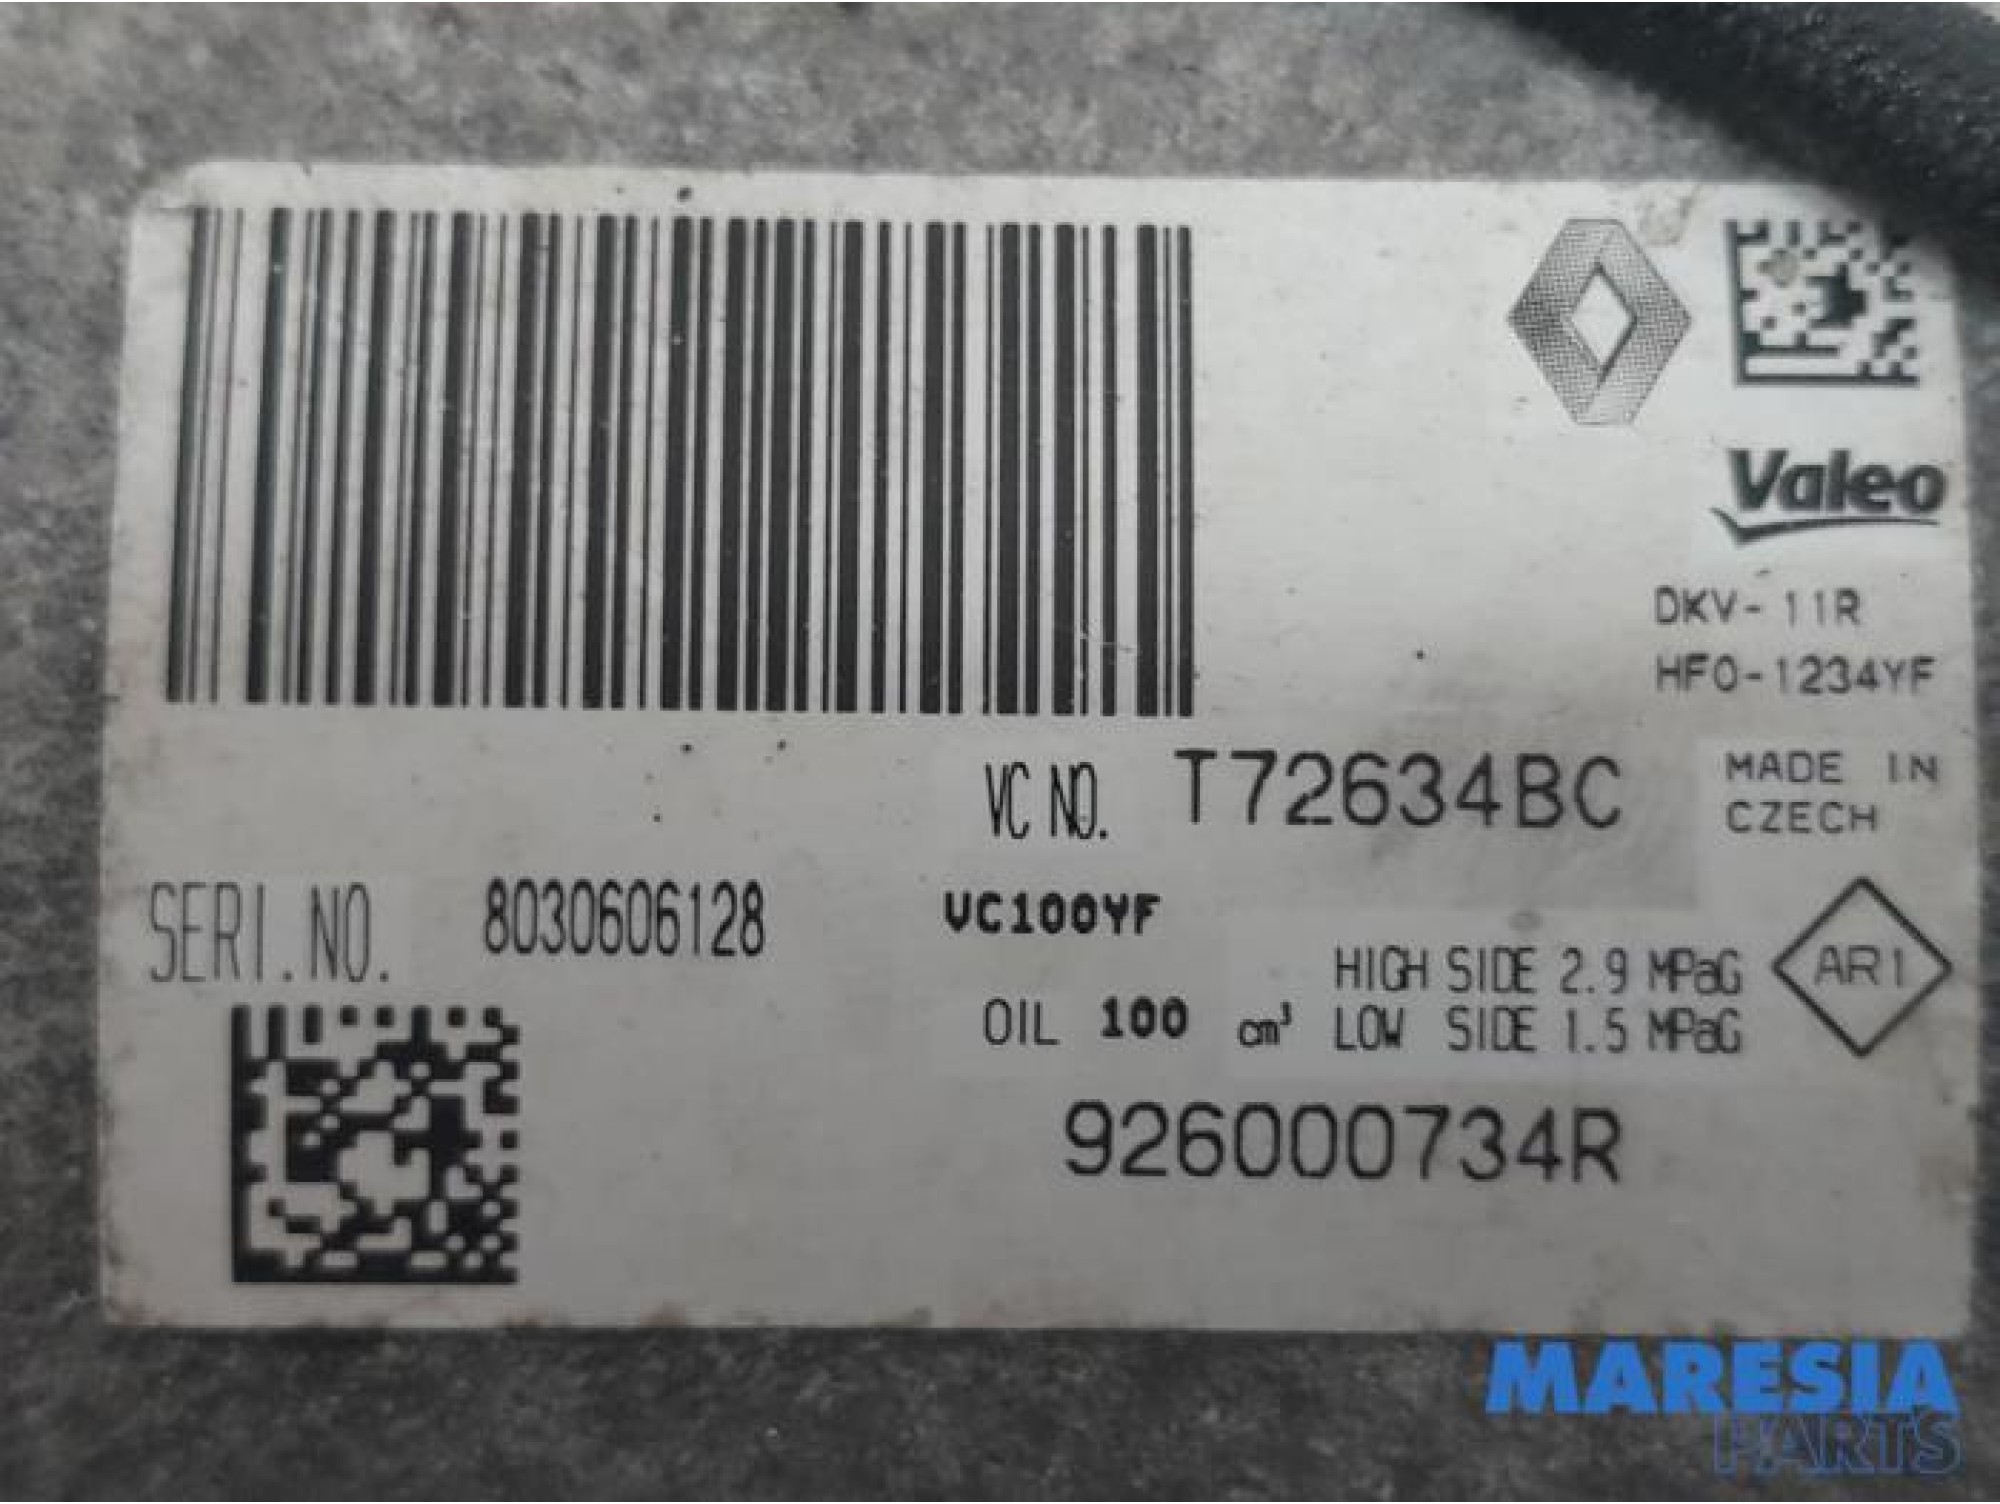 Valeo
DKV-11R
HFO-1234YF
VC NO. T72634BC
MADE IN
CZECH
SERI.NO. 8030606128
VC100YF
HIGH SIDE 2.9 MPaG
OIL 100 cm³ LOW SIDE 1.5 MPaG
AR1
926000734R
MARESIA
PARTS